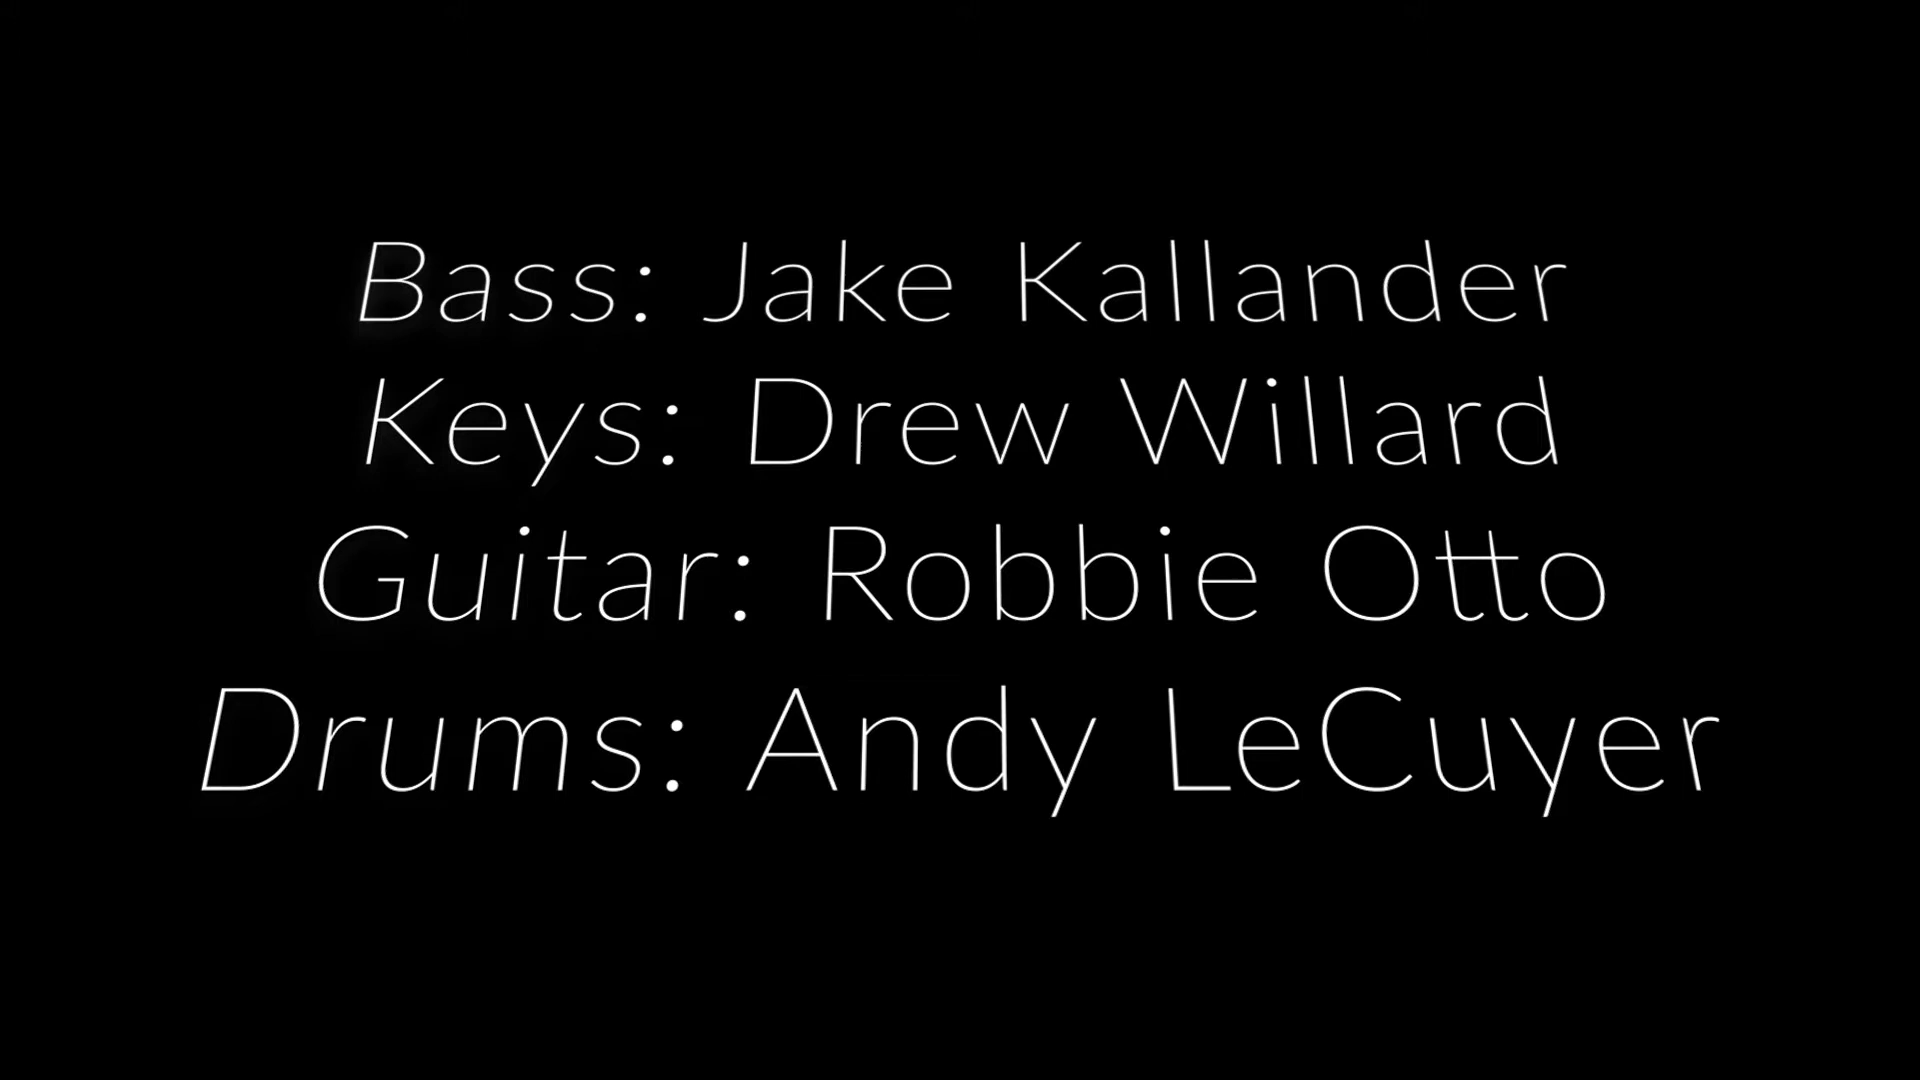 Bass: Jake Kallander
Keys: Drew Willard
Guitar: Robbie Otto
Drums: Andy LeCuyer